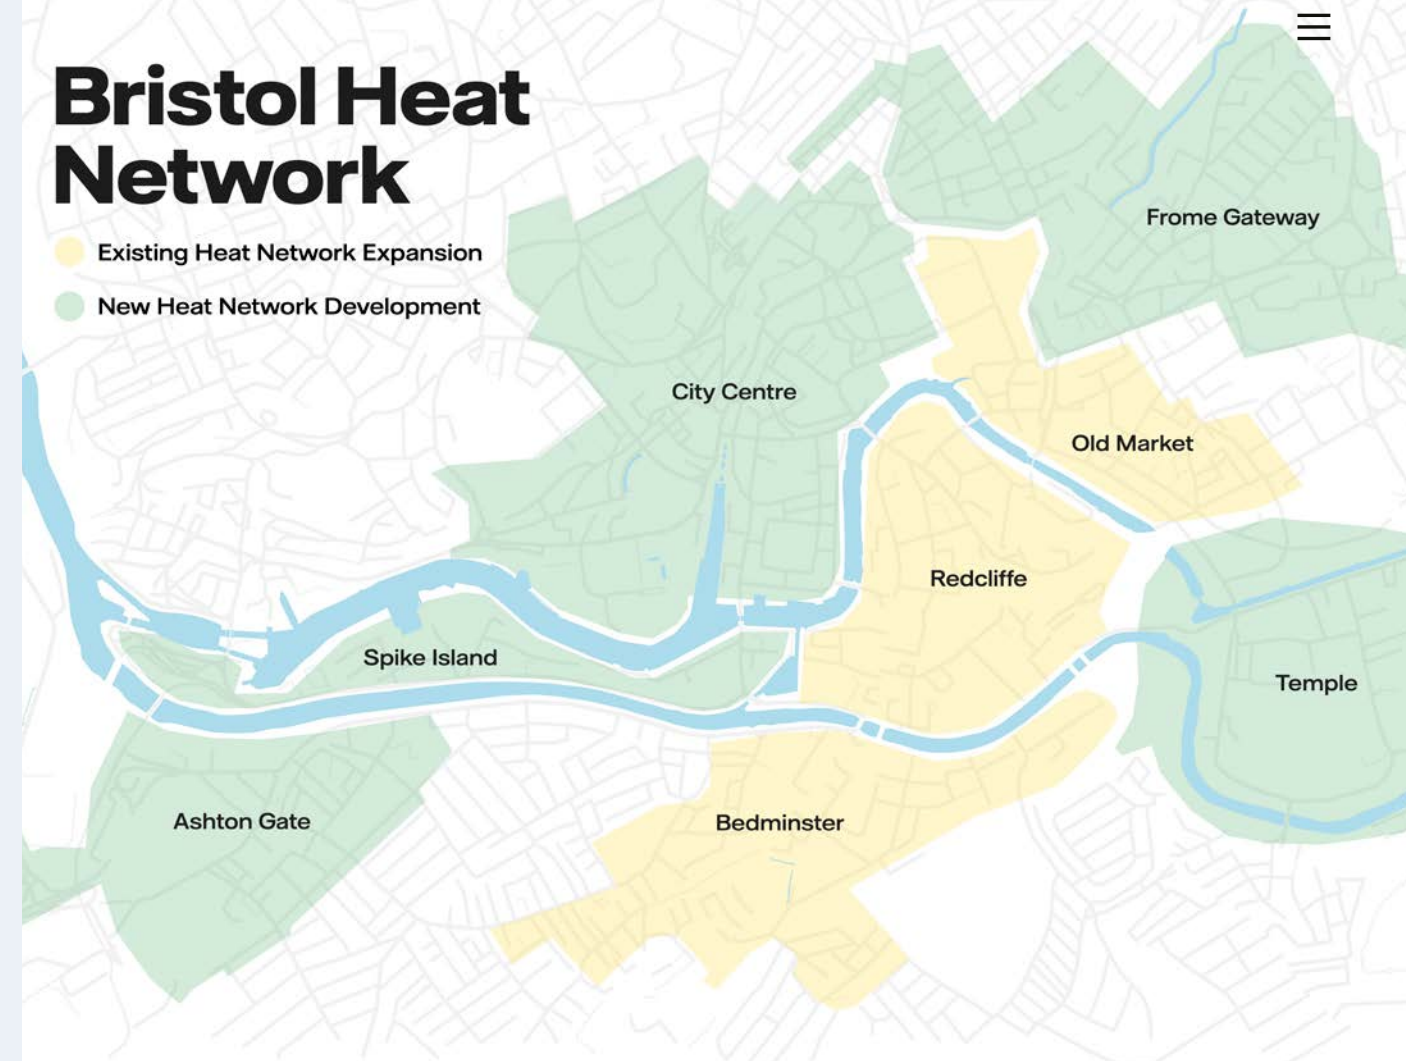 Bristol Heat
Network
Existing Heat Network Expansion
New Heat Network Development
Frome Gateway
City Centre
Old Market
Redcliffe
Spike Island
Temple
Ashton Gate
Bedminster